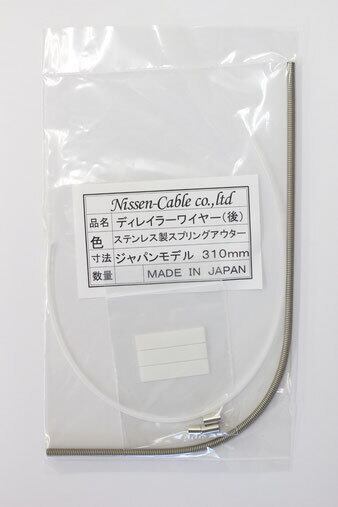 Nissen-Cable co.,ltd
品名 ディレイラーワイヤー(後)
色 ステンレス製スプリングアウター
寸法 ジャパンモデル 310mm
数量 MADE IN JAPAN